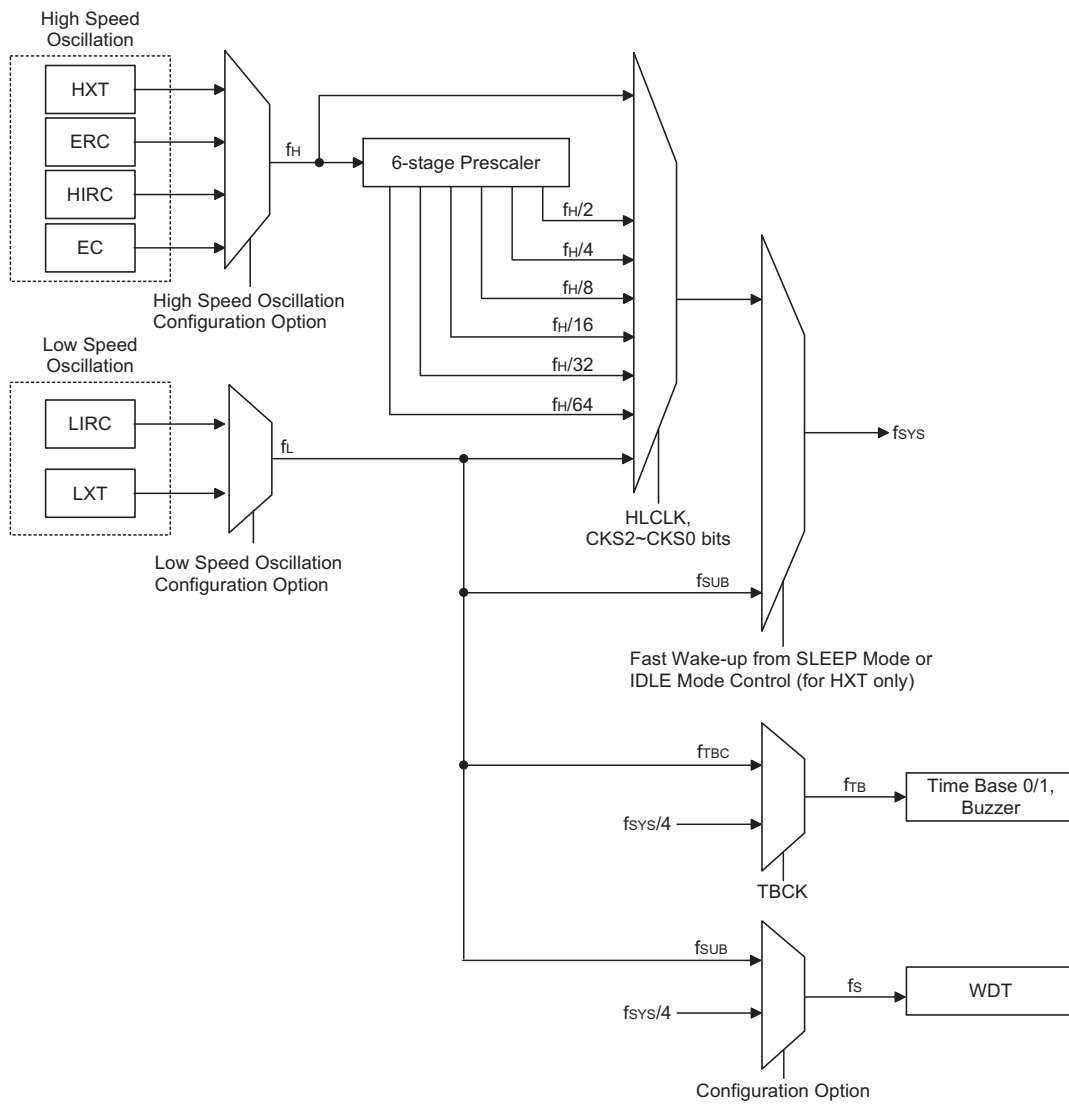 High Speed
Oscillation
HXT
ERC
HIRC
EC
fH
6-stage Prescaler
fH/2
fH/4
fH/8
fH/16
fH/32
fH/64
High Speed Oscillation
Configuration Option
Low Speed
Oscillation
LIRC
LXT
fL
Low Speed Oscillation
Configuration Option
HLCLK,
CKS2~CKS0 bits
fSYS
fSUB
Fast Wake-up from SLEEP Mode or
IDLE Mode Control (for HXT only)
fTBC
fSYS/4
TBCK
fTB
Time Base 0/1,
Buzzer
fSUB
fSYS/4
fS
WDT
Configuration Option